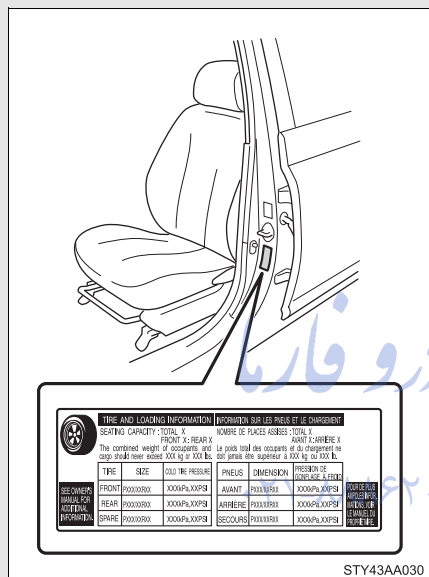 TIRE AND LOADING INFORMATION
SEATING CAPACITY : TOTAL X
FRONT X : REAR X
The combined weight of occupants and
cargo should never exceed XXX kg or XXX lbs.
TIRE SIZE COLD TIRE PRESSURE
FRONT PXXX/XXRXX XXXkPa,XXPSI
REAR PXXX/XXRXX XXXkPa,XXPSI
SPARE PXXX/XXRXX XXXkPa,XXPSI
SEE OWNER'S
MANUAL FOR
ADDITIONAL
INFORMATION.
INFORMATION SUR LES PNEUS ET LE CHARGEMENT
NOMBRE DE PLACES ASSISES : TOTAL X
AVANT X : ARRIÈRE X
Le poids total des occupants et du chargement ne
doit jamais être supérieur à XXX kg ou XXX lb.
PNEUS DIMENSION PRESSION DE
GONFLAGE À FROID
AVANT PXXX/XXRXX XXXkPa,XXPSI
ARRIÈRE PXXX/XXRXX XXXkPa,XXPSI
SECOURS PXXX/XXRXX XXXkPa,XXPSI
POUR DE PLUS
AMPLES INFOR-
MATIONS, VOIR
LE MANUEL DU
PROPRIÉTAIRE.
STY43AA030